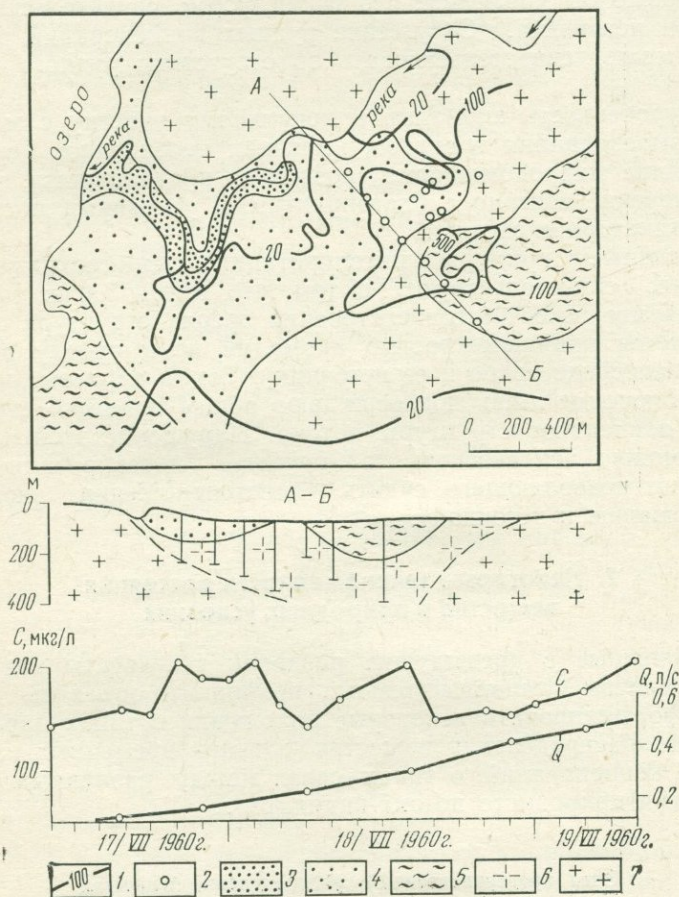 озеро
река
А
река
20
100
500
100
20
Б
20
0 200 400 м
А – Б
м
0
200
400
С, мкг/л
200
100
С
Q
Q, л/с
0,6
0,4
0,2
17/VII 1960г.
18/VII 1960г.
19/VII 1960г.
100 1 2 3 4 5 6 7